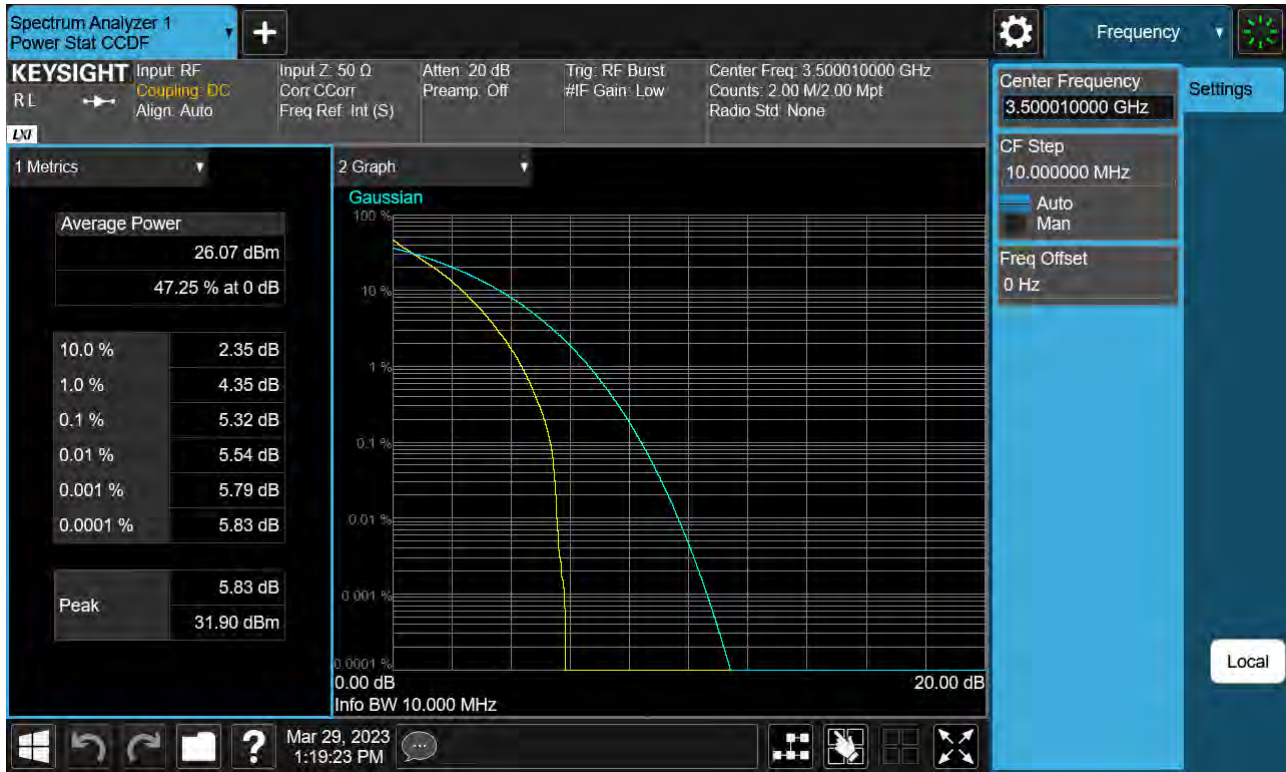 Spectrum Analyzer 1
Power Stat CCDF
+
Frequency
KEYSIGHT
RL
LXI
Input: RF
Coupling: DC
Align: Auto
Input Z: 50 Ω
Corr CCorr
Freq Ref: Int (S)
Atten: 20 dB
Preamp: Off
Trig: RF Burst
#IF Gain: Low
Center Freq: 3.500010000 GHz
Counts: 2.00 M/2.00 Mpt
Radio Std: None
Center Frequency
3.500010000 GHz
Settings
CF Step
10.000000 MHz
Auto
Man
Freq Offset
0 Hz
1 Metrics
Average Power
26.07 dBm
47.25 % at 0 dB
10.0 % 2.35 dB
1.0 % 4.35 dB
0.1 % 5.32 dB
0.01 % 5.54 dB
0.001 % 5.79 dB
0.0001 % 5.83 dB
Peak 5.83 dB
31.90 dBm
2 Graph
Gaussian
100 %
10 %
1 %
0.1 %
0.01 %
0.001 %
0.0001 %
0.00 dB 20.00 dB
Info BW 10.000 MHz
Local
?
Mar 29, 2023
1:19:23 PM